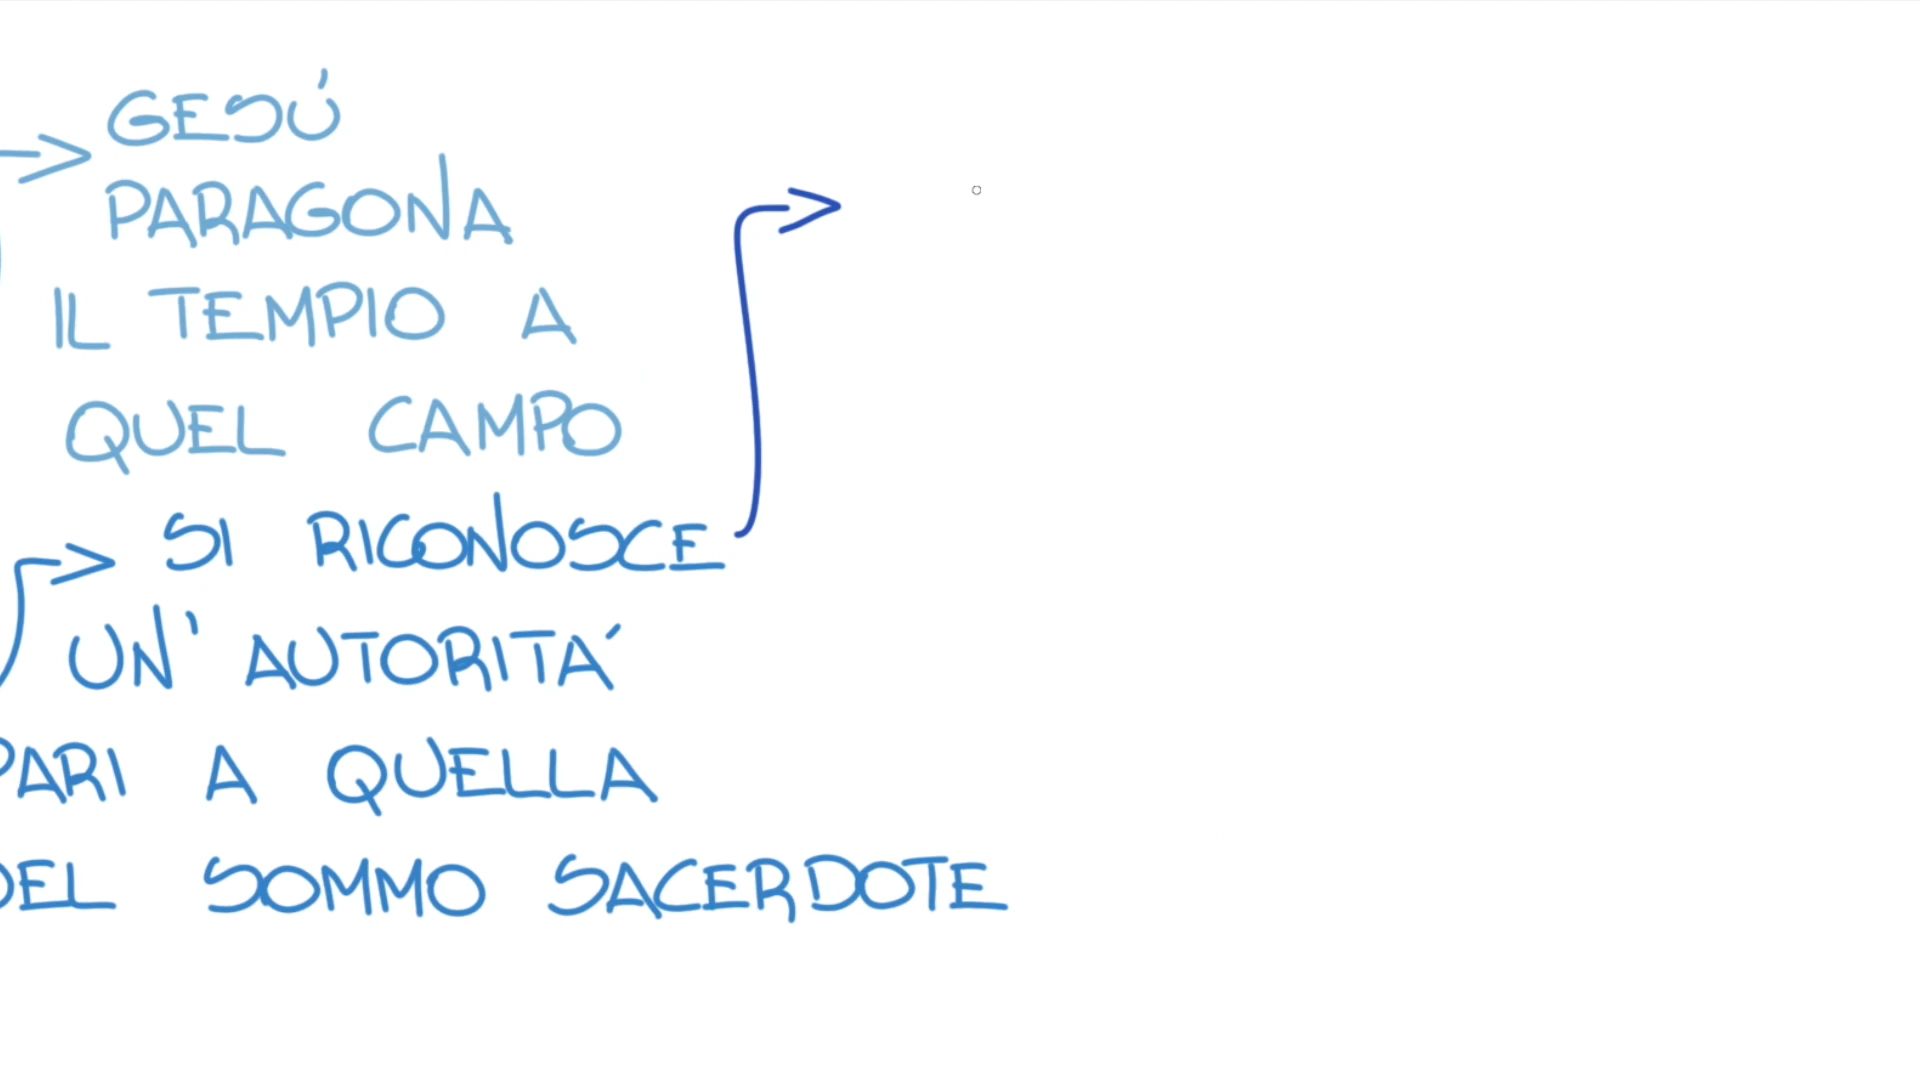 GESÚ
PARAGONA
IL TEMPIO A
QUEL CAMPO
SI RICONOSCE
UN' AUTORITÁ
PARI A QUELLA
DEL SOMMO SACERDOTE